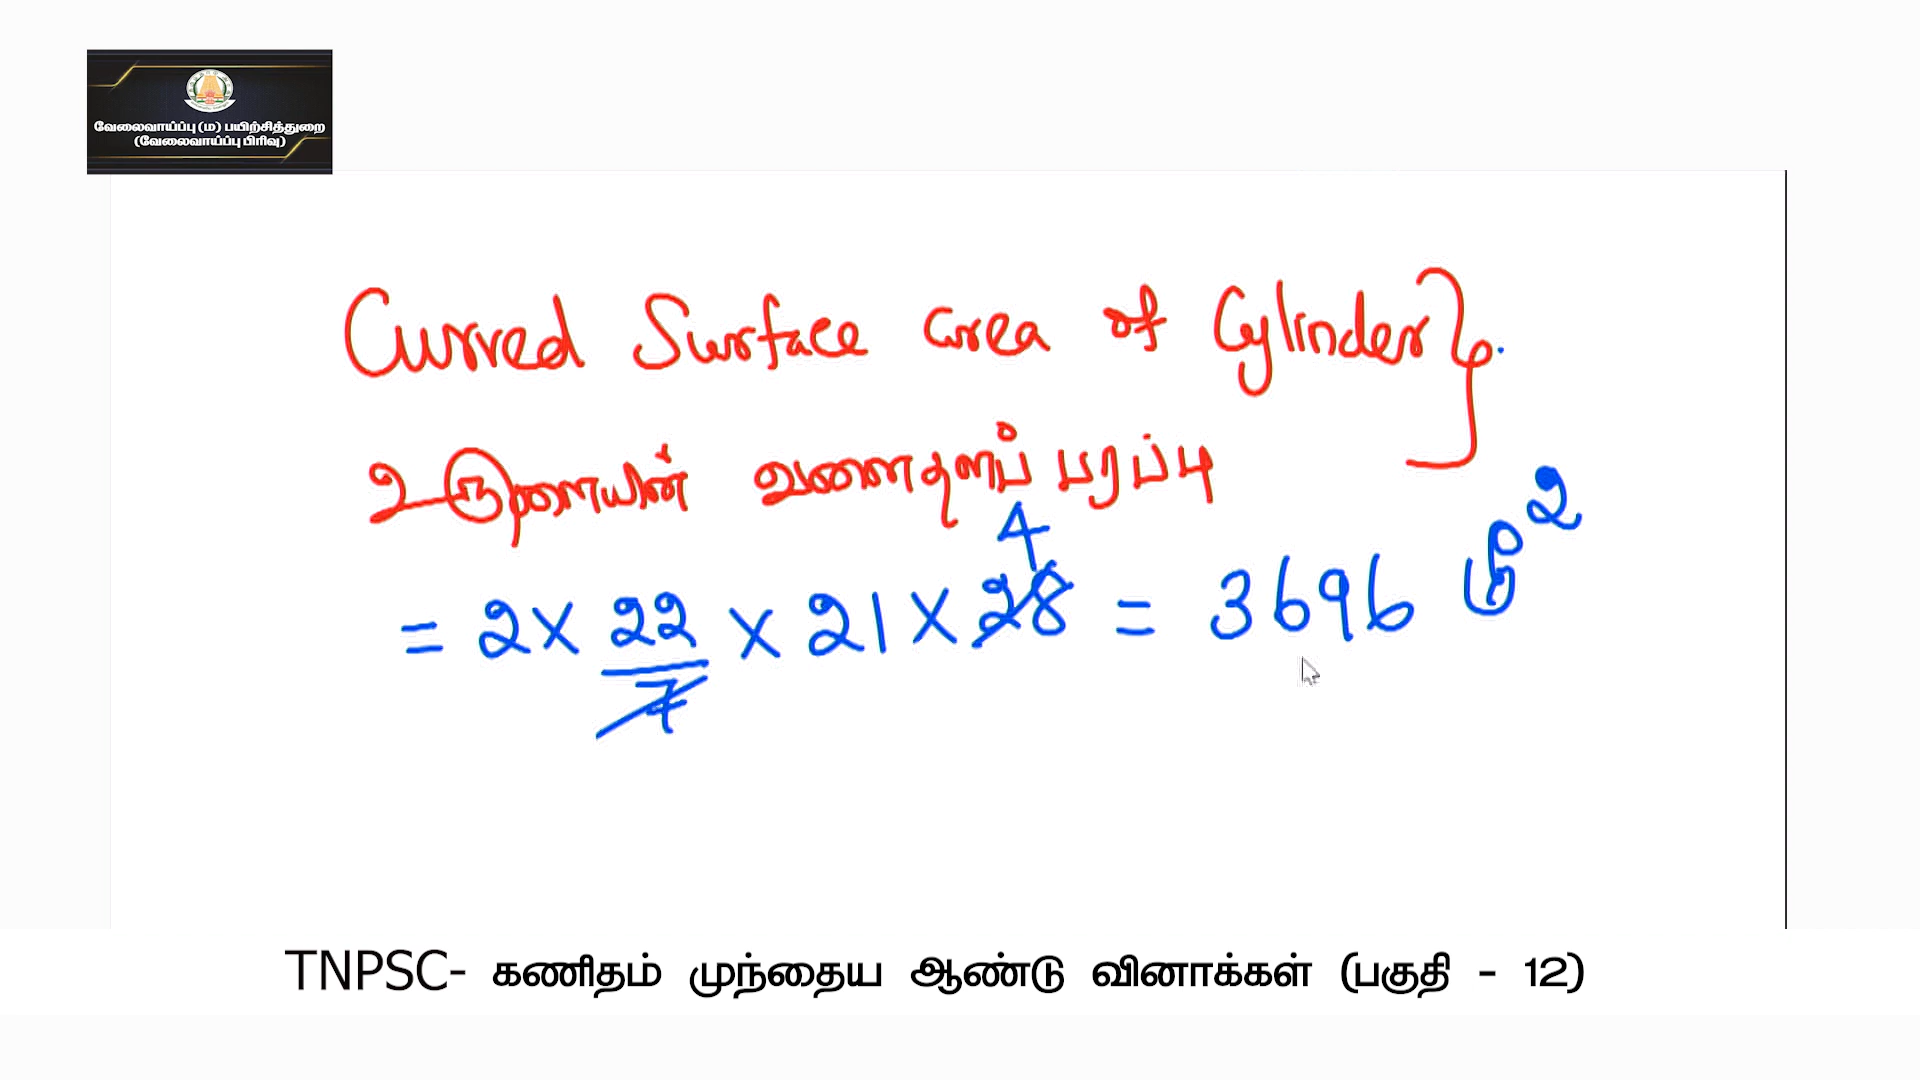 வேலைவாய்ப்பு (ம) பயிற்சித்துறை
(வேலைவாய்ப்பு பிரிவு)
Curved Surface area of Cylinder}
உருளையின் வளைதளப் பரப்பு
4
= 2 × 22/7 × 21 × 28 = 3696 மீ²
TNPSC- கணிதம் முந்தைய ஆண்டு வினாக்கள் (பகுதி - 12)